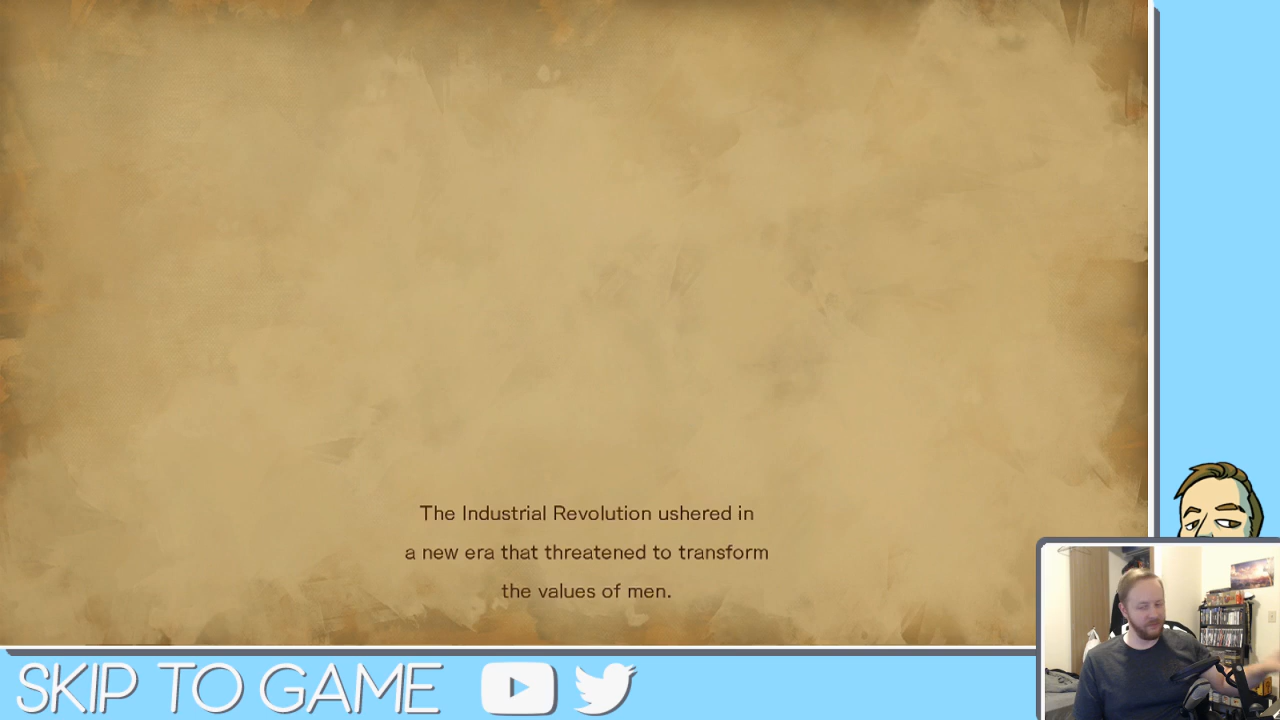 The Industrial Revolution ushered in
a new era that threatened to transform
the values of men.
SKIP TO GAME